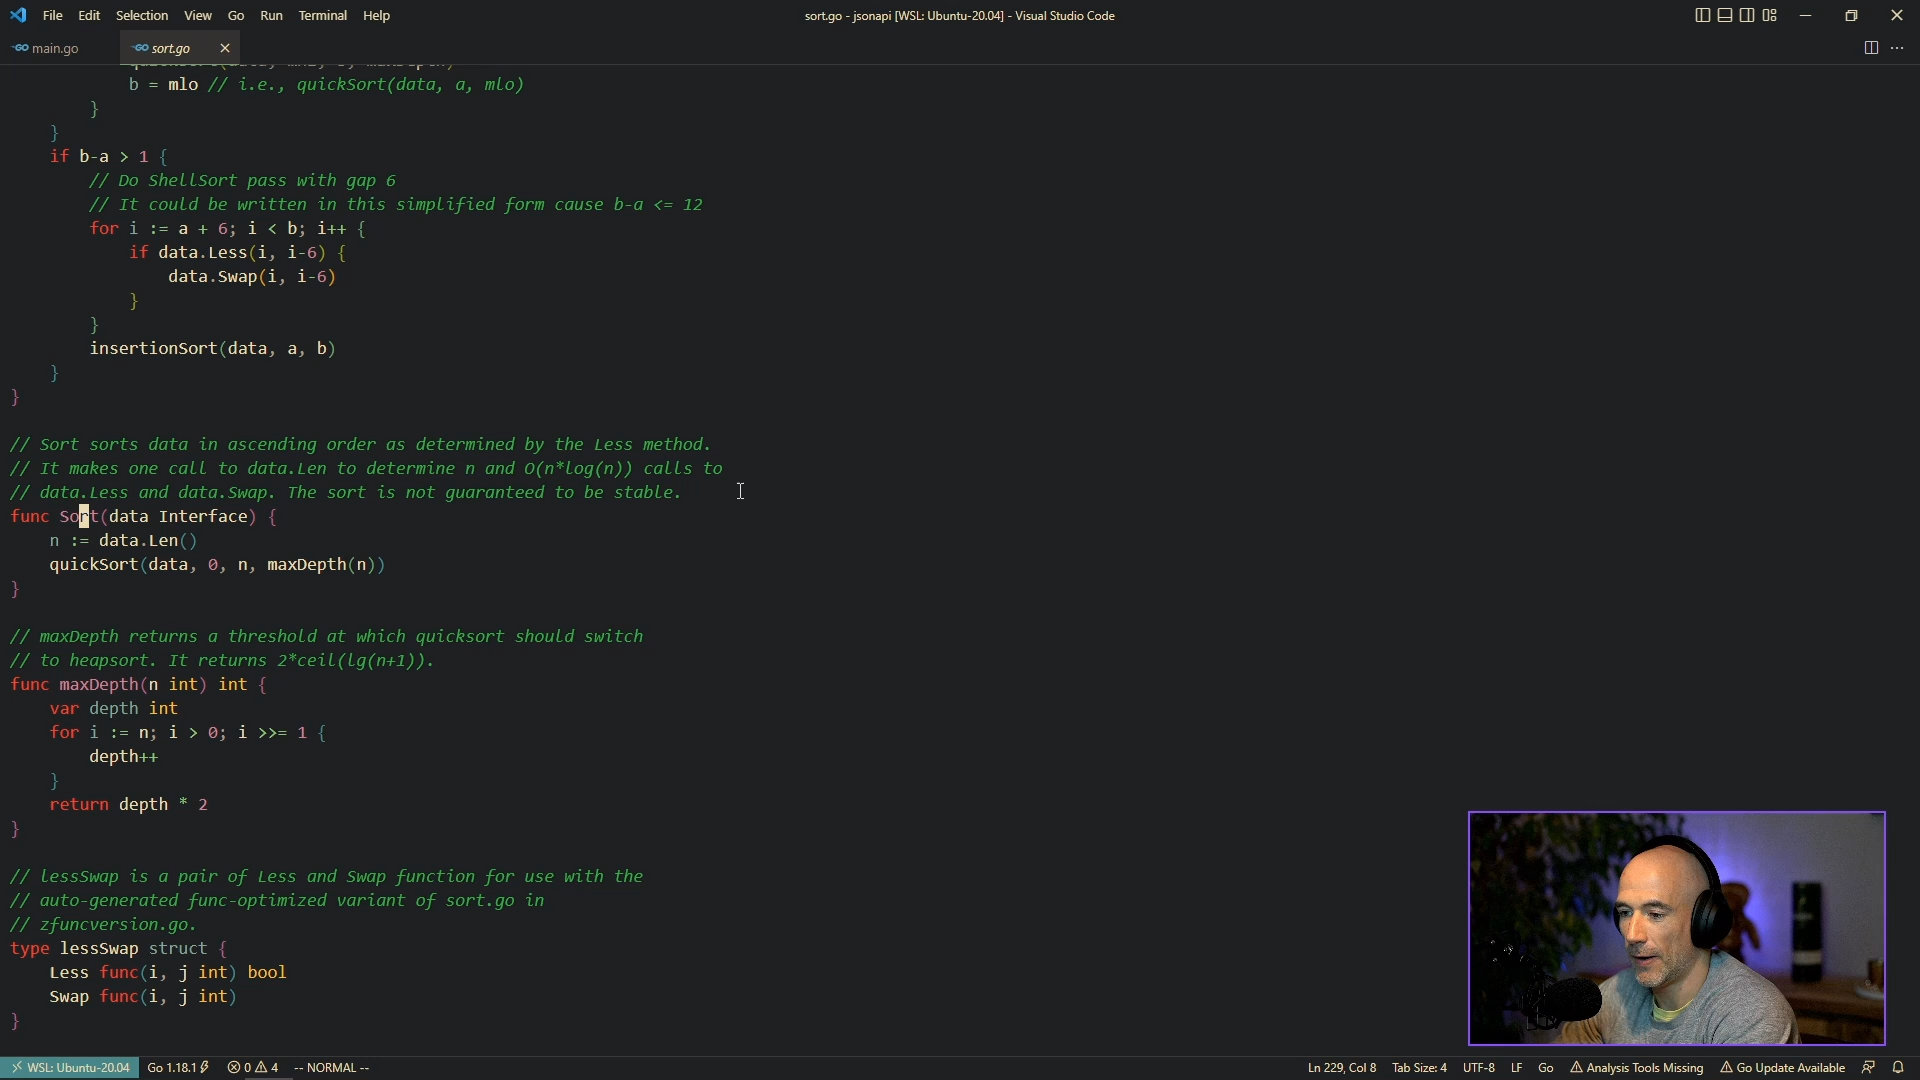 File Edit Selection View Go Run Terminal Help
sort.go - jsonapi [WSL: Ubuntu-20.04] - Visual Studio Code
main.go
sort.go
b = mlo // i.e., quickSort(data, a, mlo)
}
}
if b-a > 1 {
// Do ShellSort pass with gap 6
// It could be written in this simplified form cause b-a <= 12
for i := a + 6; i < b; i++ {
if data.Less(i, i-6) {
data.Swap(i, i-6)
}
}
insertionSort(data, a, b)
}
}
// Sort sorts data in ascending order as determined by the Less method.
// It makes one call to data.Len to determine n and O(n*log(n)) calls to
// data.Less and data.Swap. The sort is not guaranteed to be stable.
func Sort(data Interface) {
n := data.Len()
quickSort(data, 0, n, maxDepth(n))
}
// maxDepth returns a threshold at which quicksort should switch
// to heapsort. It returns 2*ceil(lg(n+1)).
func maxDepth(n int) int {
var depth int
for i := n; i > 0; i >>= 1 {
depth++
}
return depth * 2
}
// lessSwap is a pair of Less and Swap function for use with the
// auto-generated func-optimized variant of sort.go in
// zfuncversion.go.
type lessSwap struct {
Less func(i, j int) bool
Swap func(i, j int)
}
WSL: Ubuntu-20.04 Go 1.18.1 0 4 -- NORMAL -- Ln 229, Col 8 Tab Size: 4 UTF-8 LF Go Analysis Tools Missing Go Update Available